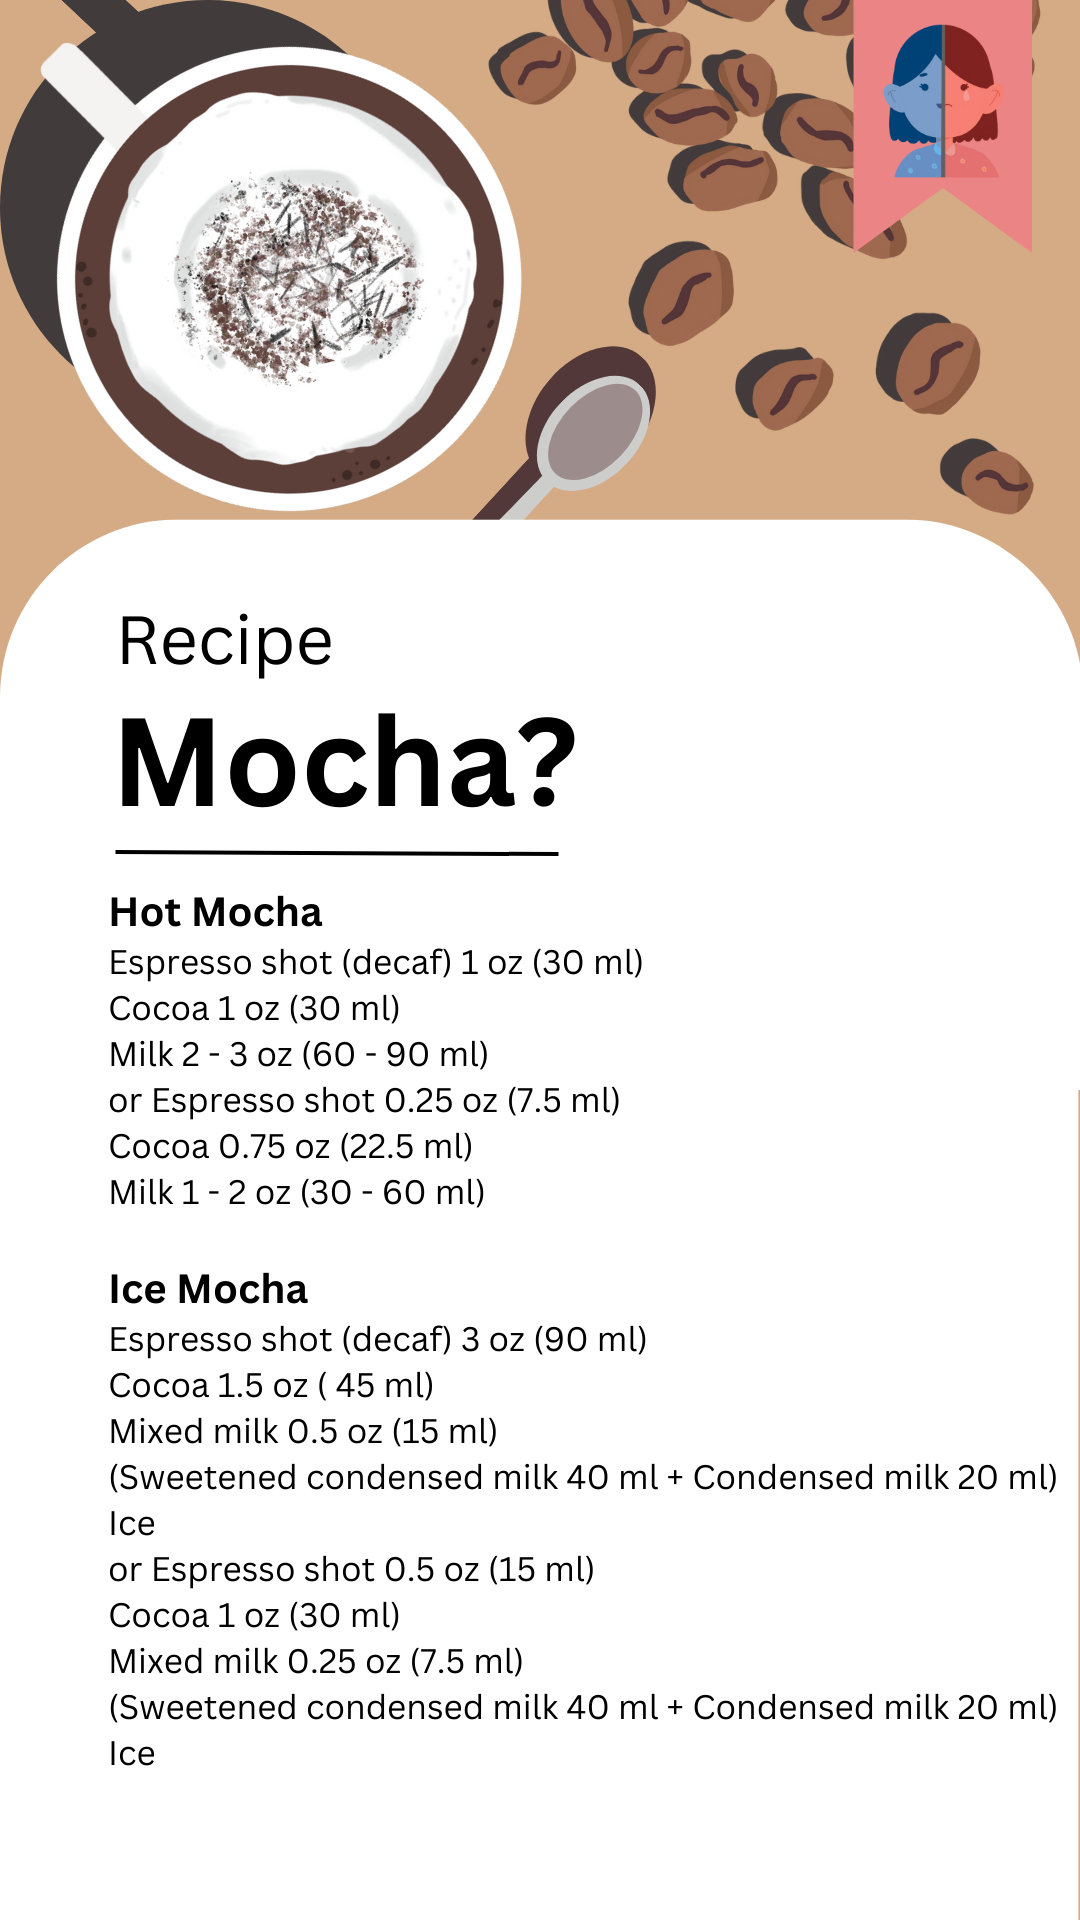 Recipe
Mocha?
Hot Mocha
Espresso shot (decaf) 1 oz (30 ml)
Cocoa 1 oz (30 ml)
Milk 2 - 3 oz (60 - 90 ml)
or Espresso shot 0.25 oz (7.5 ml)
Cocoa 0.75 oz (22.5 ml)
Milk 1 - 2 oz (30 - 60 ml)
Ice Mocha
Espresso shot (decaf) 3 oz (90 ml)
Cocoa 1.5 oz ( 45 ml)
Mixed milk 0.5 oz (15 ml)
(Sweetened condensed milk 40 ml + Condensed milk 20 ml)
Ice
or Espresso shot 0.5 oz (15 ml)
Cocoa 1 oz (30 ml)
Mixed milk 0.25 oz (7.5 ml)
(Sweetened condensed milk 40 ml + Condensed milk 20 ml)
Ice